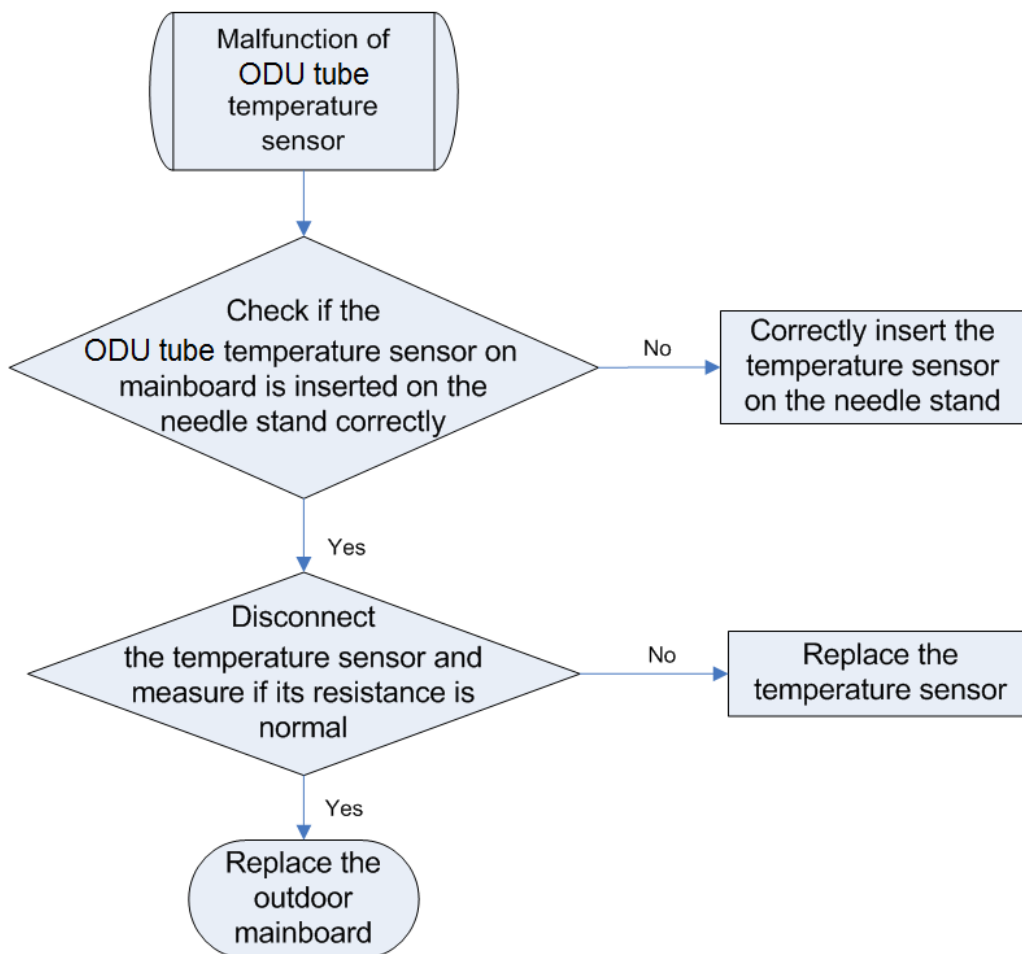 Malfunction of
ODU tube
temperature
sensor
Check if the
ODU tube temperature sensor on
mainboard is inserted on the
needle stand correctly
No
Correctly insert the
temperature sensor
on the needle stand
Yes
Disconnect
the temperature sensor and
measure if its resistance is
normal
No
Replace the
temperature sensor
Yes
Replace the
outdoor
mainboard